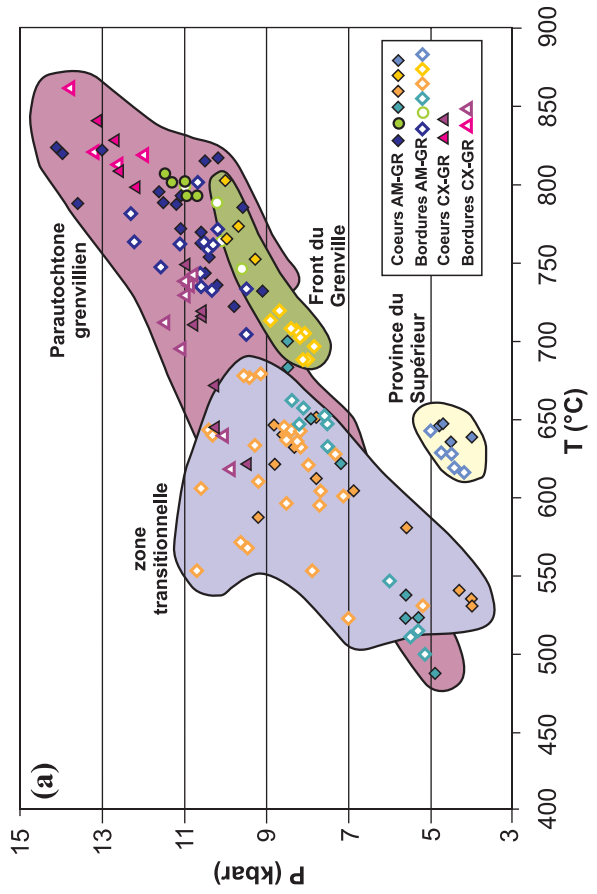 (a)
P (kbar)
15
13
11
9
7
5
3
T (°C)
400
450
500
550
600
650
700
750
800
850
900
Parautochtone
grenvillien
zone
transitionnelle
Front du
Grenville
Province du
Supérieur
Coeurs AM-GR
Bordures AM-GR
Coeurs CX-GR
Bordures CX-GR